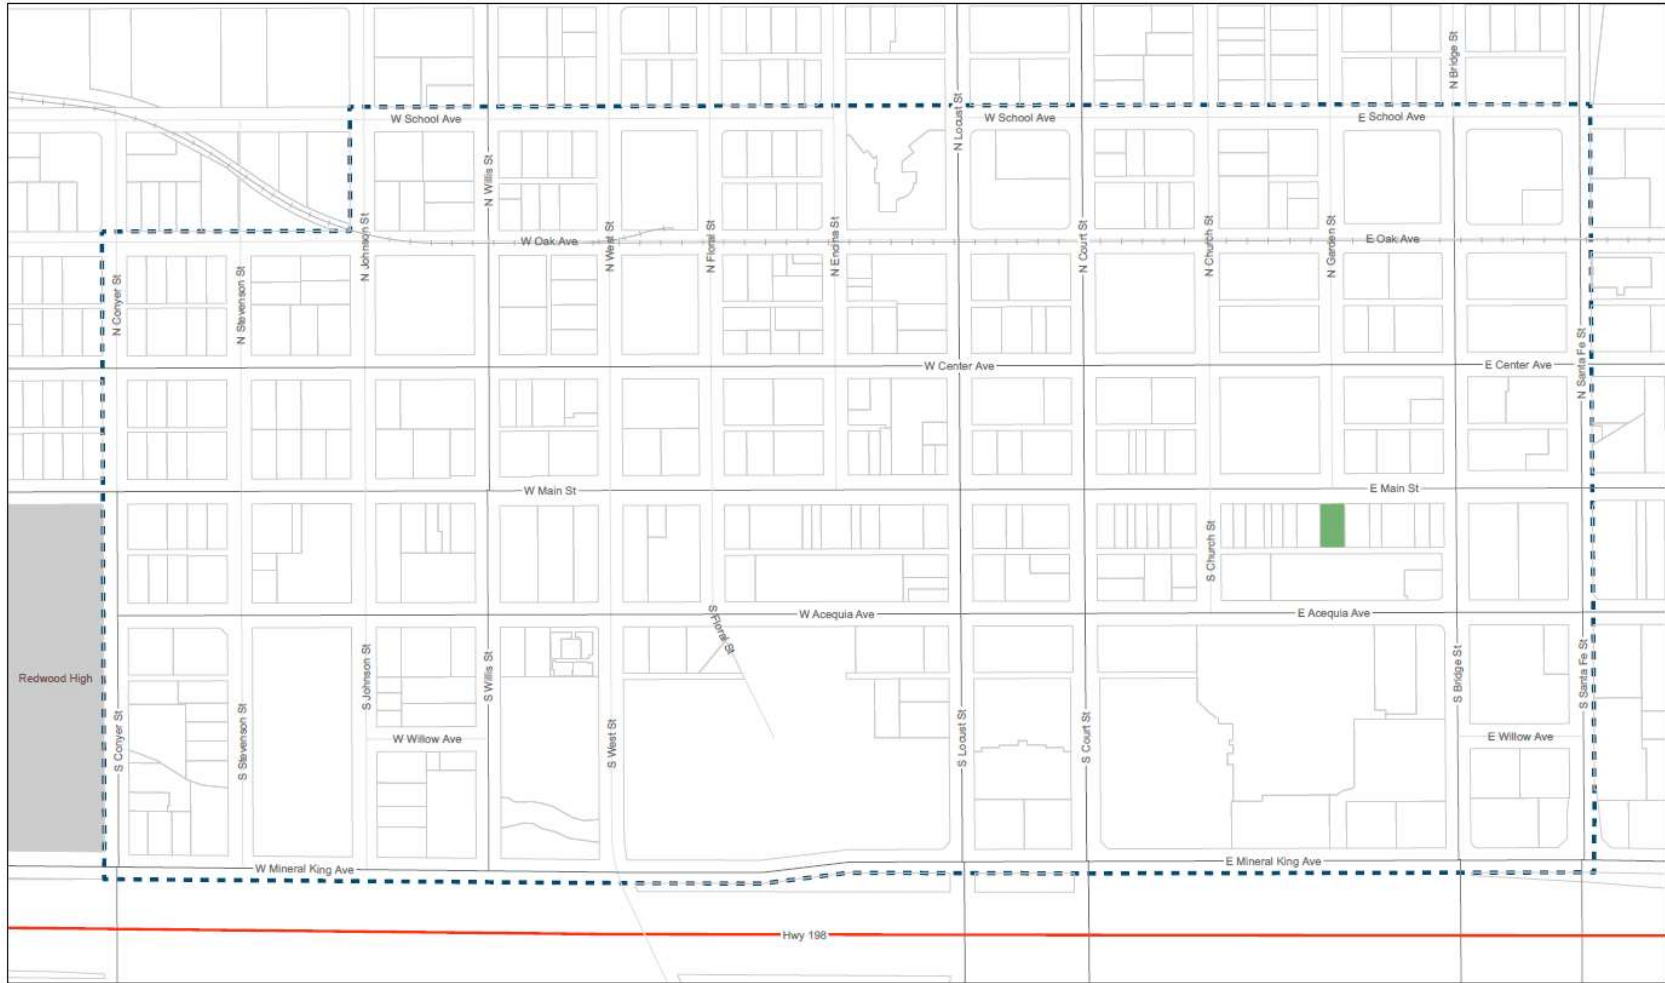 N Bridge St
W School Ave
N Locust St
W School Ave
E School Ave
N Willis St
N Johnson St
W Oak Ave
N West St
N Floral St
N Encina St
N Court St
N Church St
N Garden St
E Oak Ave
N Conyer St
N Stevenson St
N Santa Fe St
W Center Ave
E Center Ave
W Main St
E Main St
S Church St
W Acequia Ave
E Acequia Ave
S Floral St
Redwood High
S Johnson St
S Willis St
S Bridge St
S Santa Fe St
S Conyer St
S Stevenson St
W Willow Ave
S West St
S Locust St
S Court St
E Willow Ave
W Mineral King Ave
E Mineral King Ave
Hwy 198